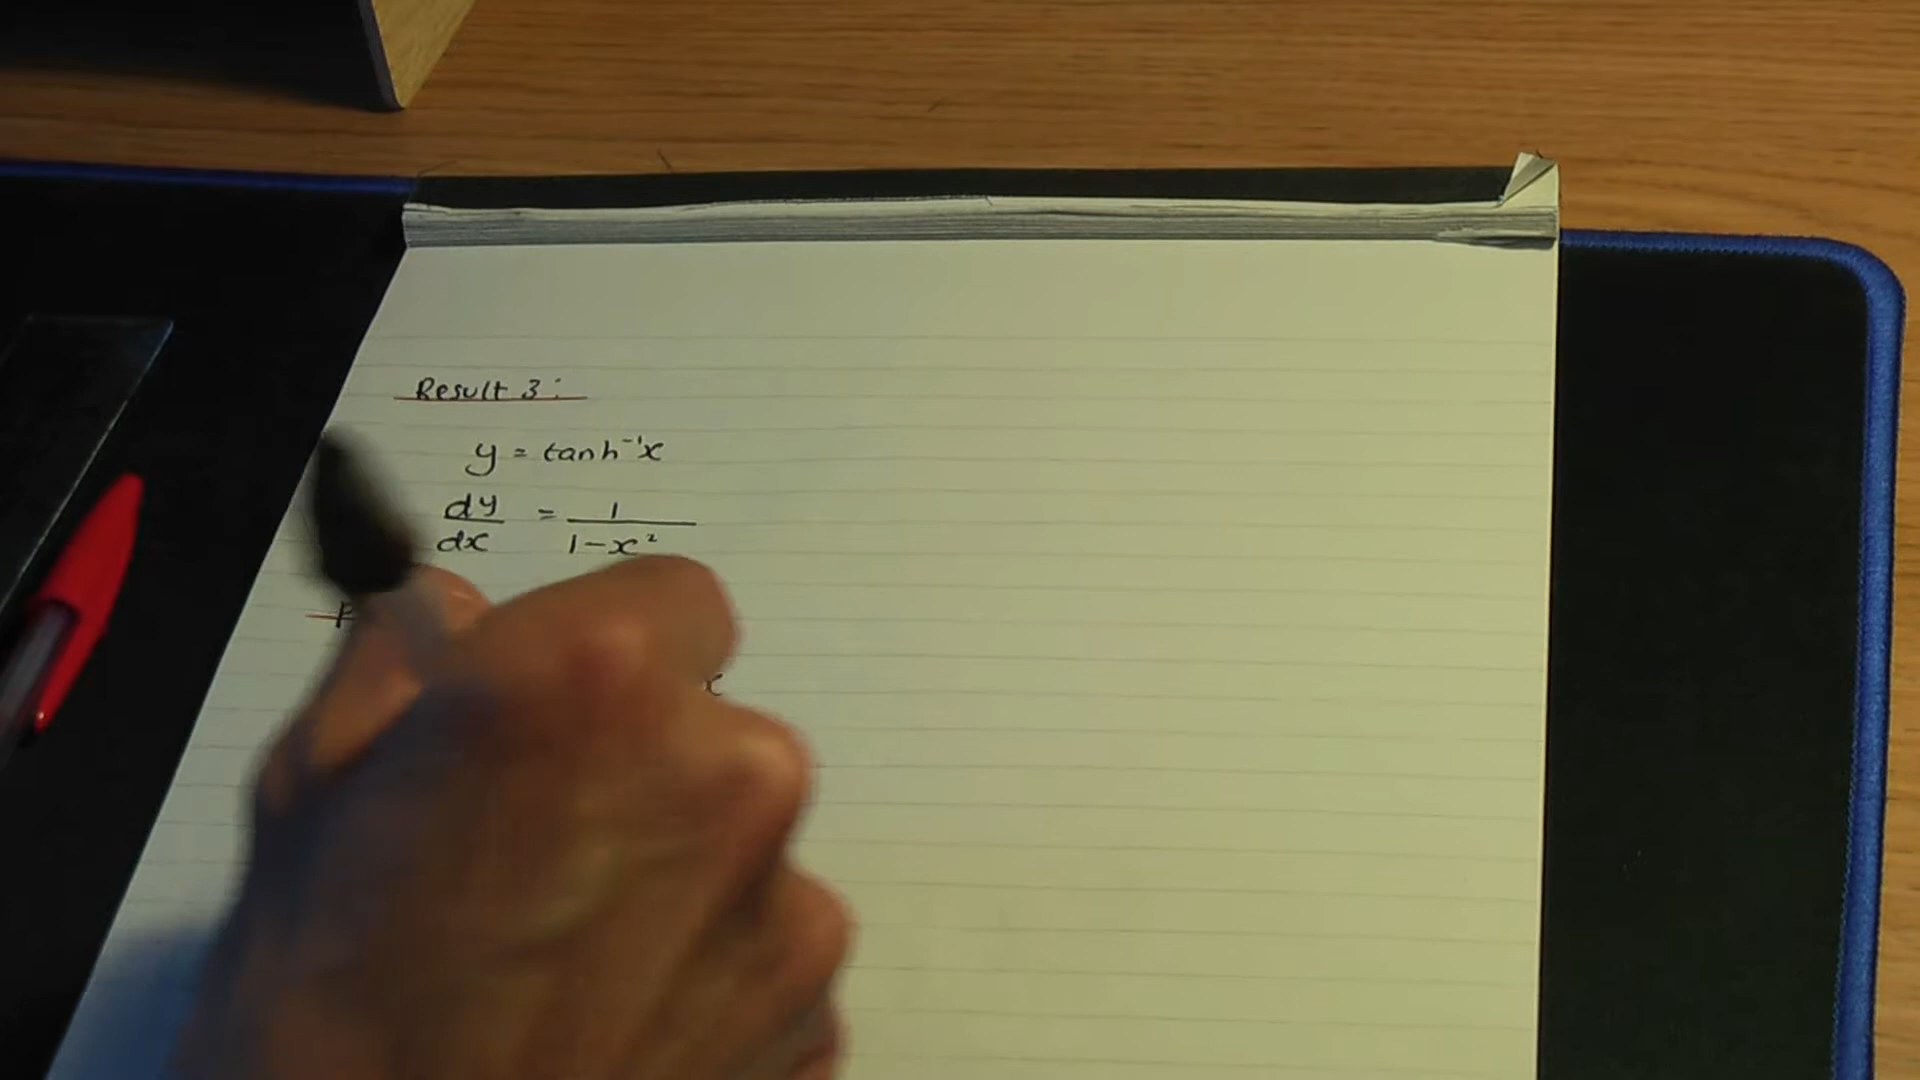 Result 3:
y = tanh⁻¹x
dy/dx = 1/(1-x²)
x